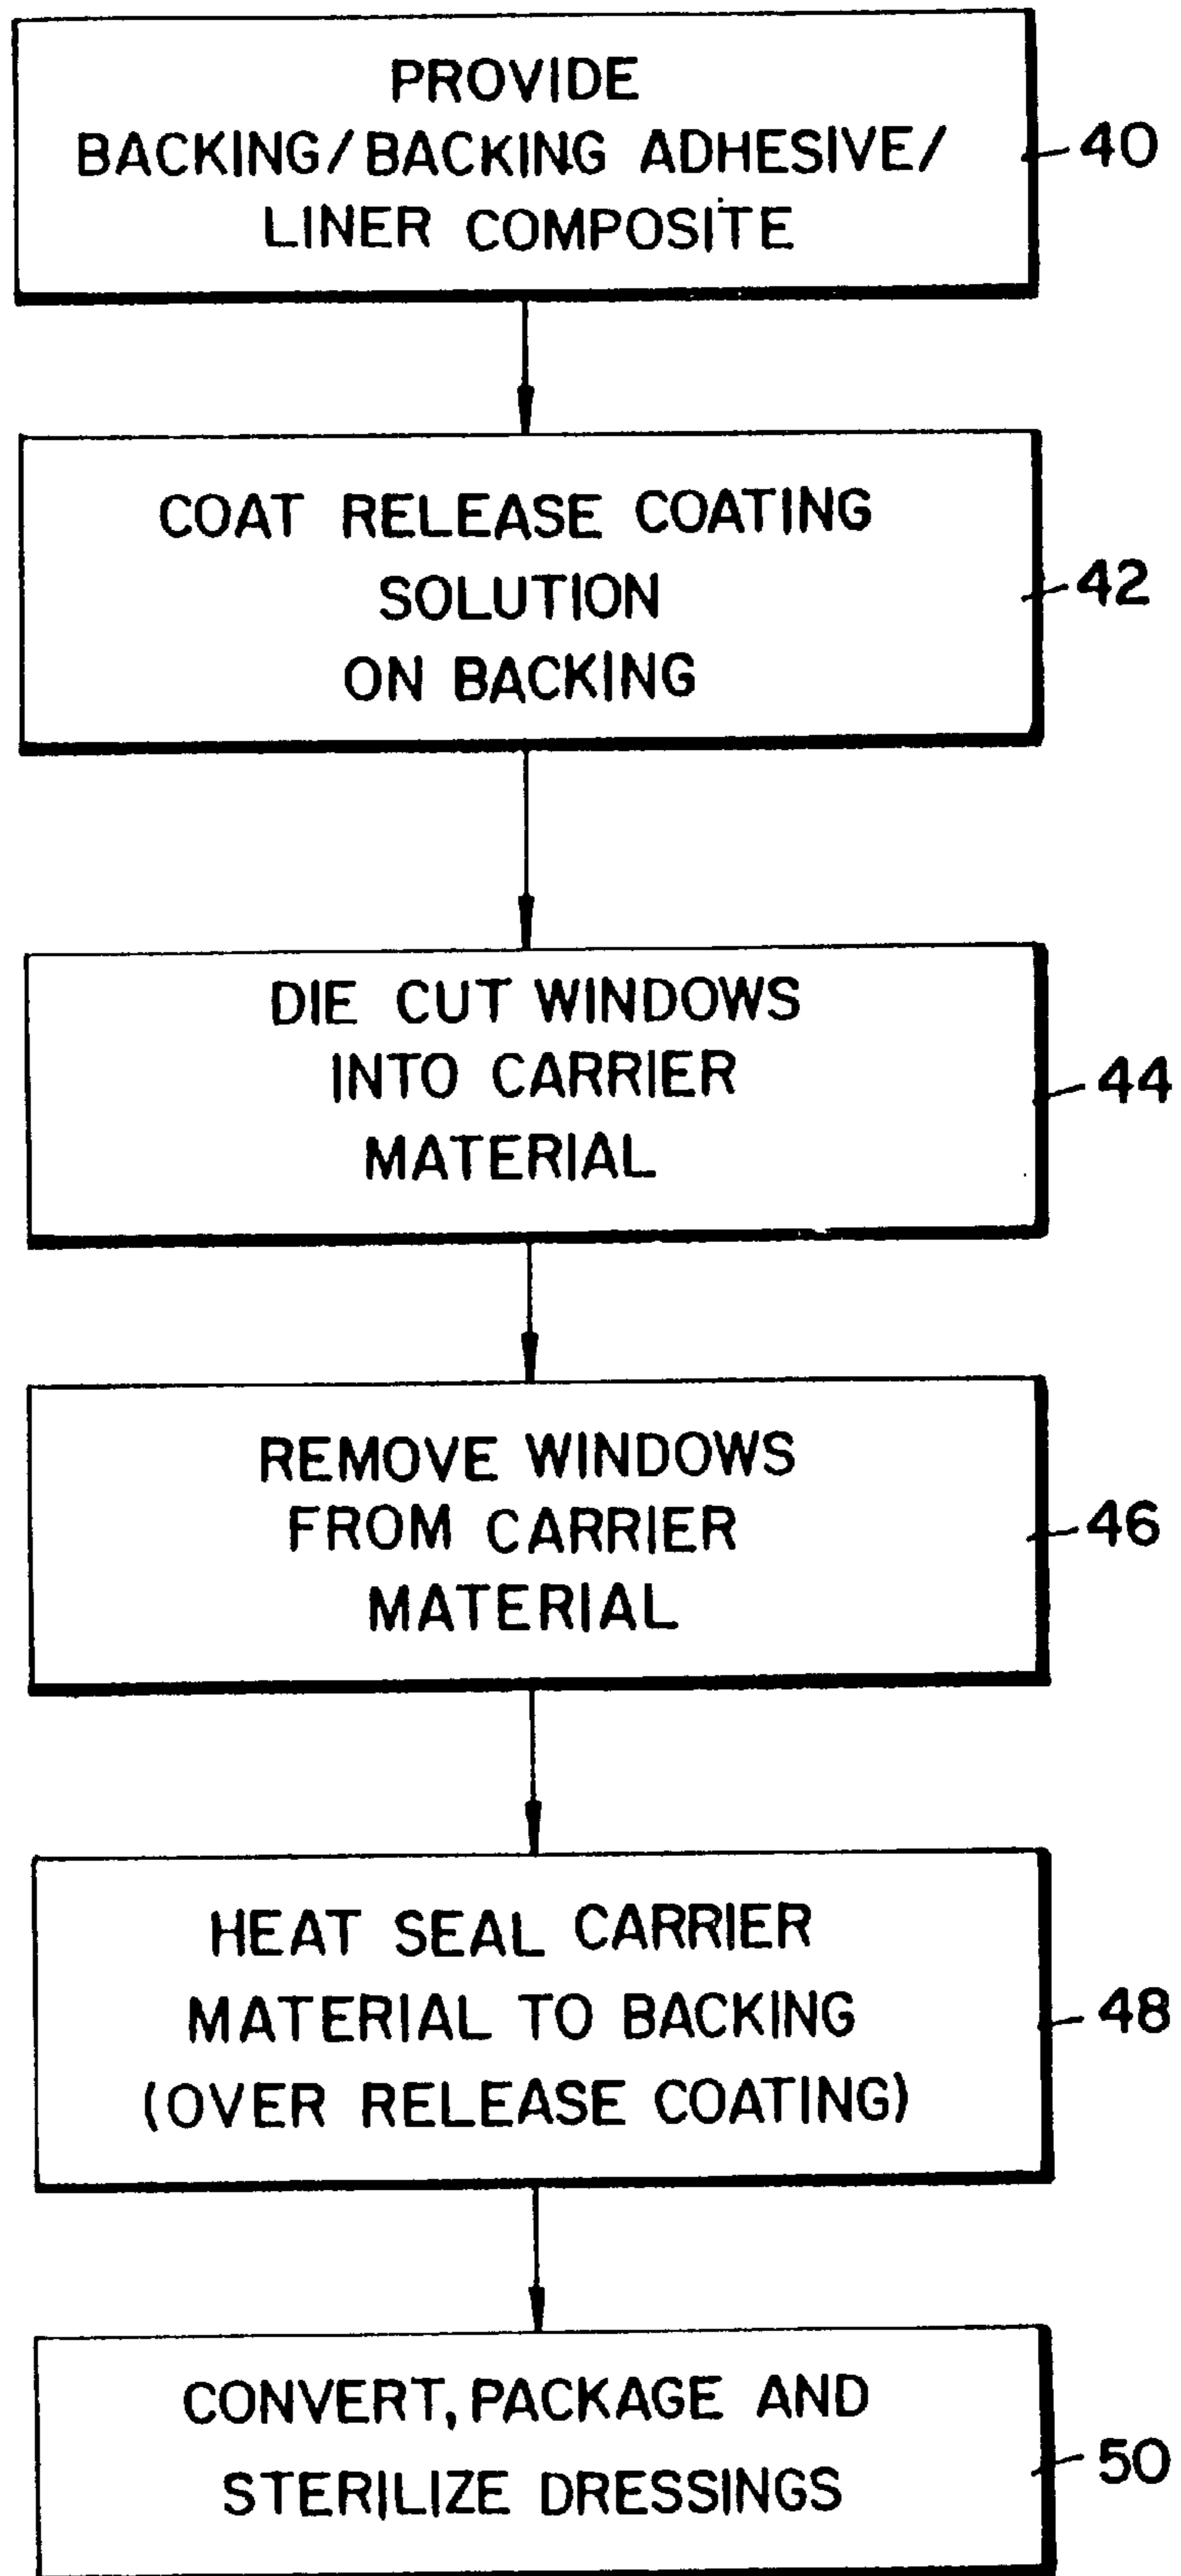 PROVIDE
BACKING/BACKING ADHESIVE/
LINER COMPOSITE
40
COAT RELEASE COATING
SOLUTION
ON BACKING
42
DIE CUT WINDOWS
INTO CARRIER
MATERIAL
44
REMOVE WINDOWS
FROM CARRIER
MATERIAL
46
HEAT SEAL CARRIER
MATERIAL TO BACKING
(OVER RELEASE COATING)
48
CONVERT, PACKAGE AND
STERILIZE DRESSINGS
50